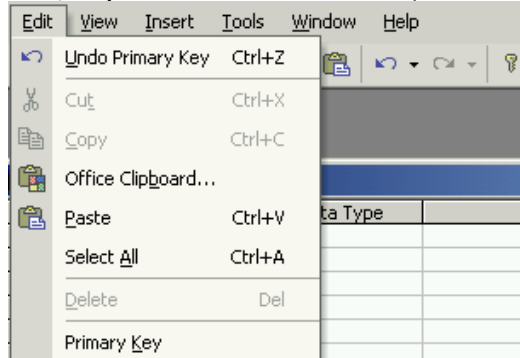 Edit View Insert Tools Window Help
Undo Primary Key Ctrl+Z
Cut Ctrl+X
Copy Ctrl+C
Office Clipboard...
Paste Ctrl+V
ta Type
Select All Ctrl+A
Delete Del
Primary Key